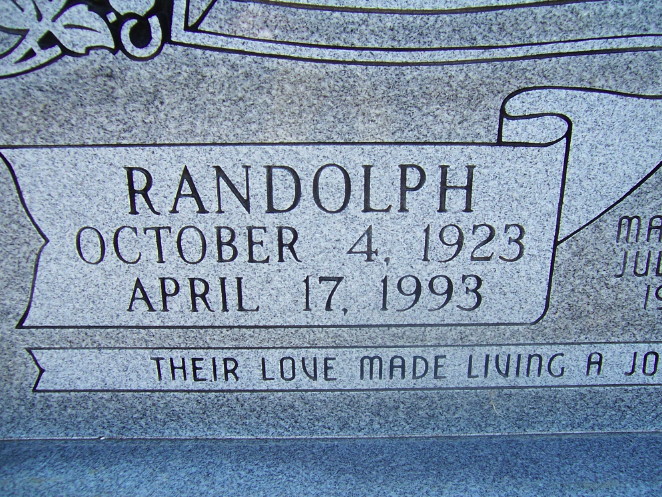 RANDOLPH
OCTOBER 4, 1923
APRIL 17, 1993
THEIR LOVE MADE LIVING A